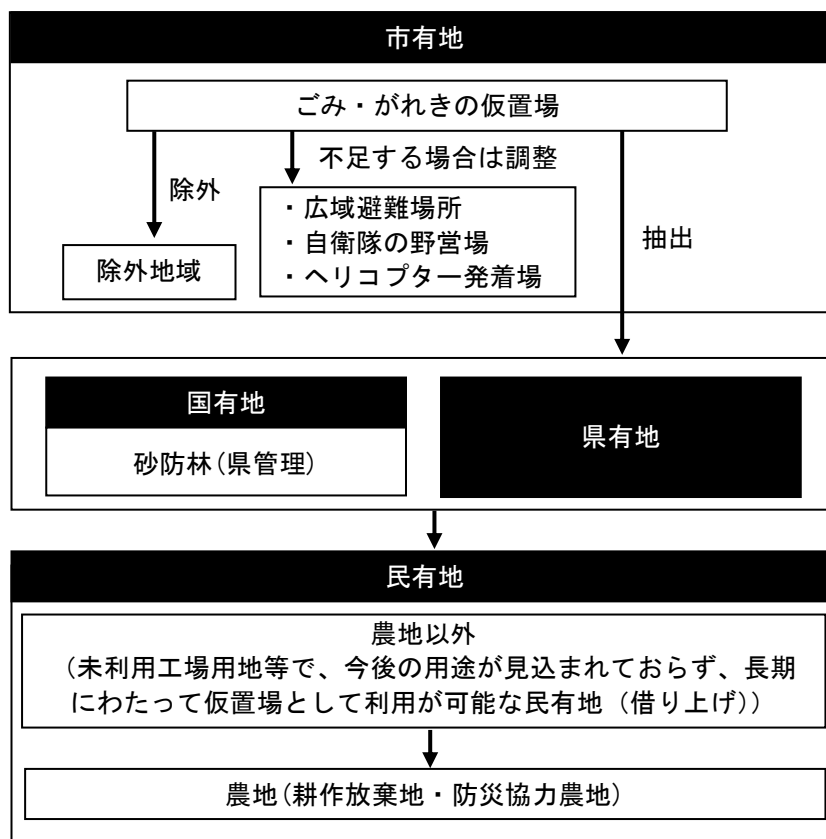 市有地
ごみ・がれきの仮置場
不足する場合は調整
除外
・広域避難場所
・自衛隊の野営場
・ヘリコプター発着場
除外地域
抽出
国有地
砂防林(県管理)
県有地
民有地
農地以外
(未利用工場用地等で、今後の用途が見込まれておらず、長期
にわたって仮置場として利用が可能な民有地（借り上げ）)
農地(耕作放棄地・防災協力農地)